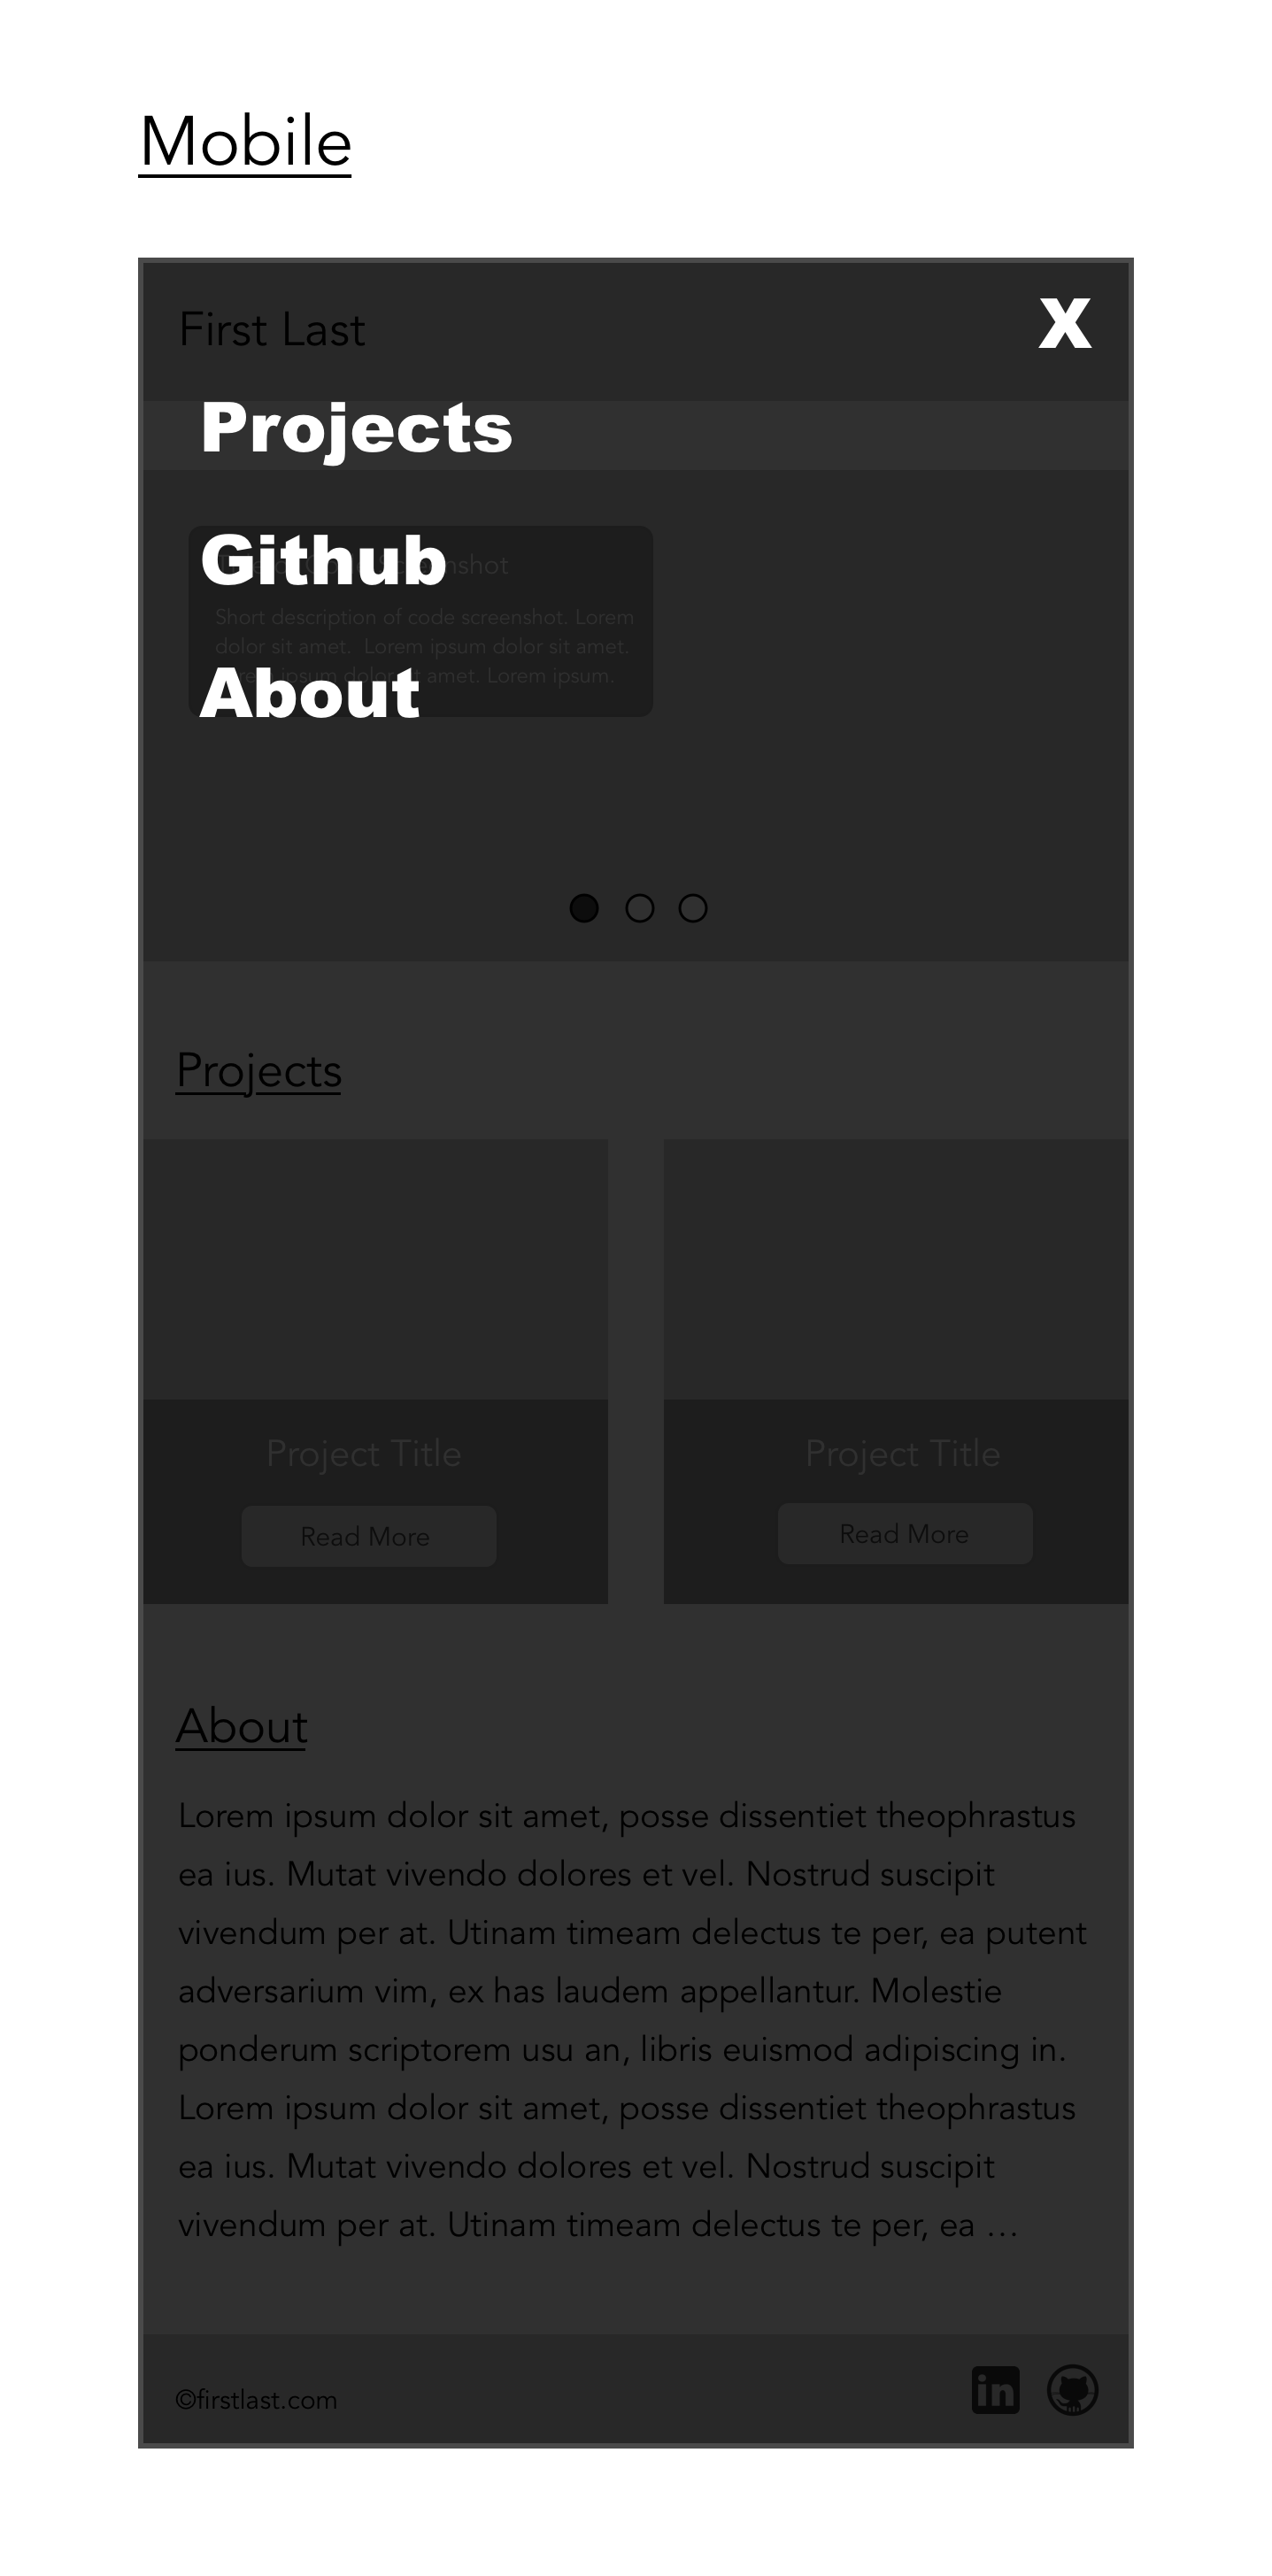 Mobile
First Last
X
Projects
Github
shot
Short description of code screenshot. Lorem
dolor sit amet. Lorem ipsum dolor sit amet.
About
ipsum dolor amet. Lorem ipsum.
Projects
Project Title
Project Title
Read More
Read More
About
Lorem ipsum dolor sit amet, posse dissentiet theophrastus
ea ius. Mutat vivendo dolores et vel. Nostrud suscipit
vivendum per at. Utinam timeam delectus te per, ea putent
adversarium vim, ex has laudem appellantur. Molestie
ponderum scriptorem usu an, libris euismod adipiscing in.
Lorem ipsum dolor sit amet, posse dissentiet theophrastus
ea ius. Mutat vivendo dolores et vel. Nostrud suscipit
vivendum per at. Utinam timeam delectus te per, ea ...
©firstlast.com
in